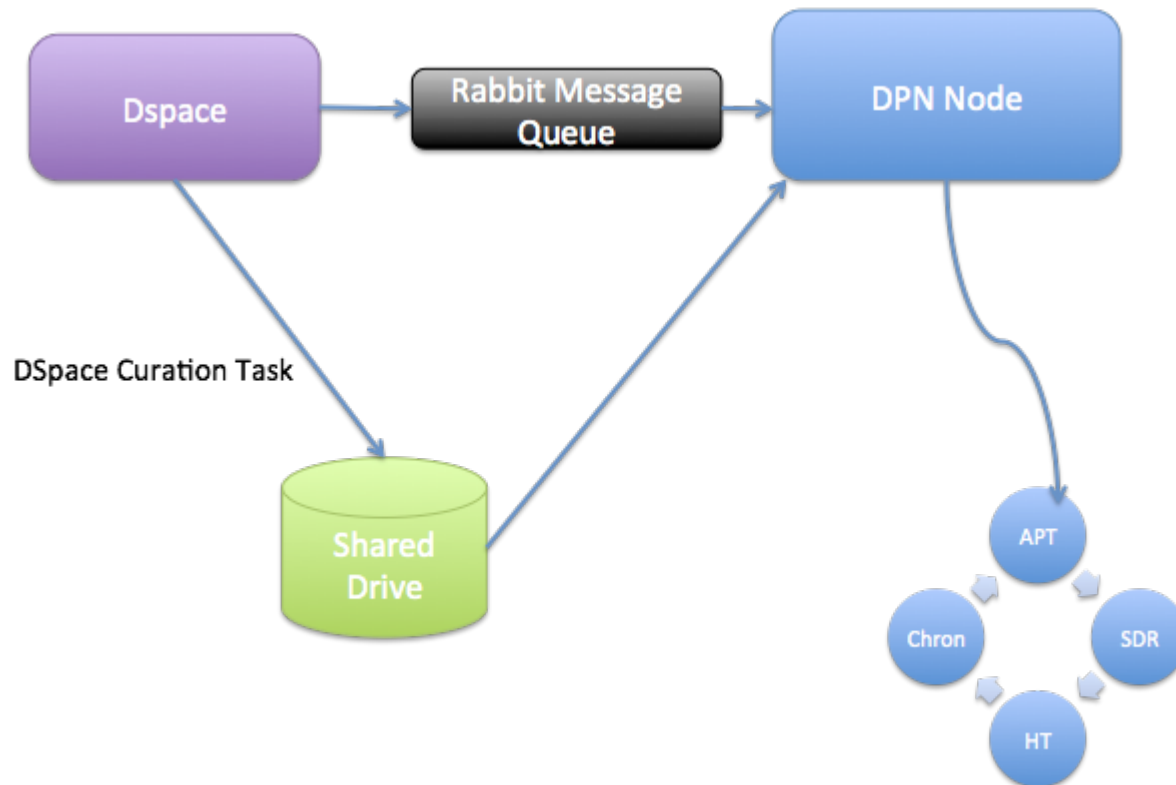 Dspace
Rabbit Message
Queue
DPN Node
DSpace Curation Task
Shared
Drive
APT
Chron
SDR
HT